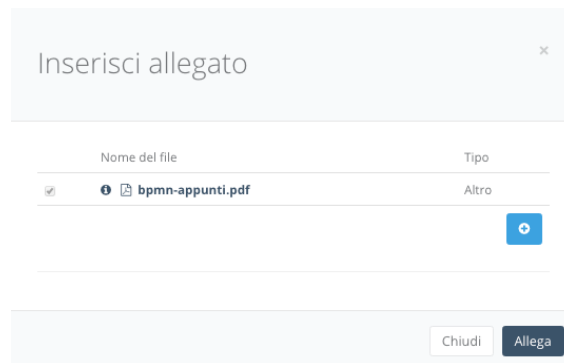 Inserisci allegato
×
Nome del file Tipo
bpmn-appunti.pdf Altro
Chiudi Allega